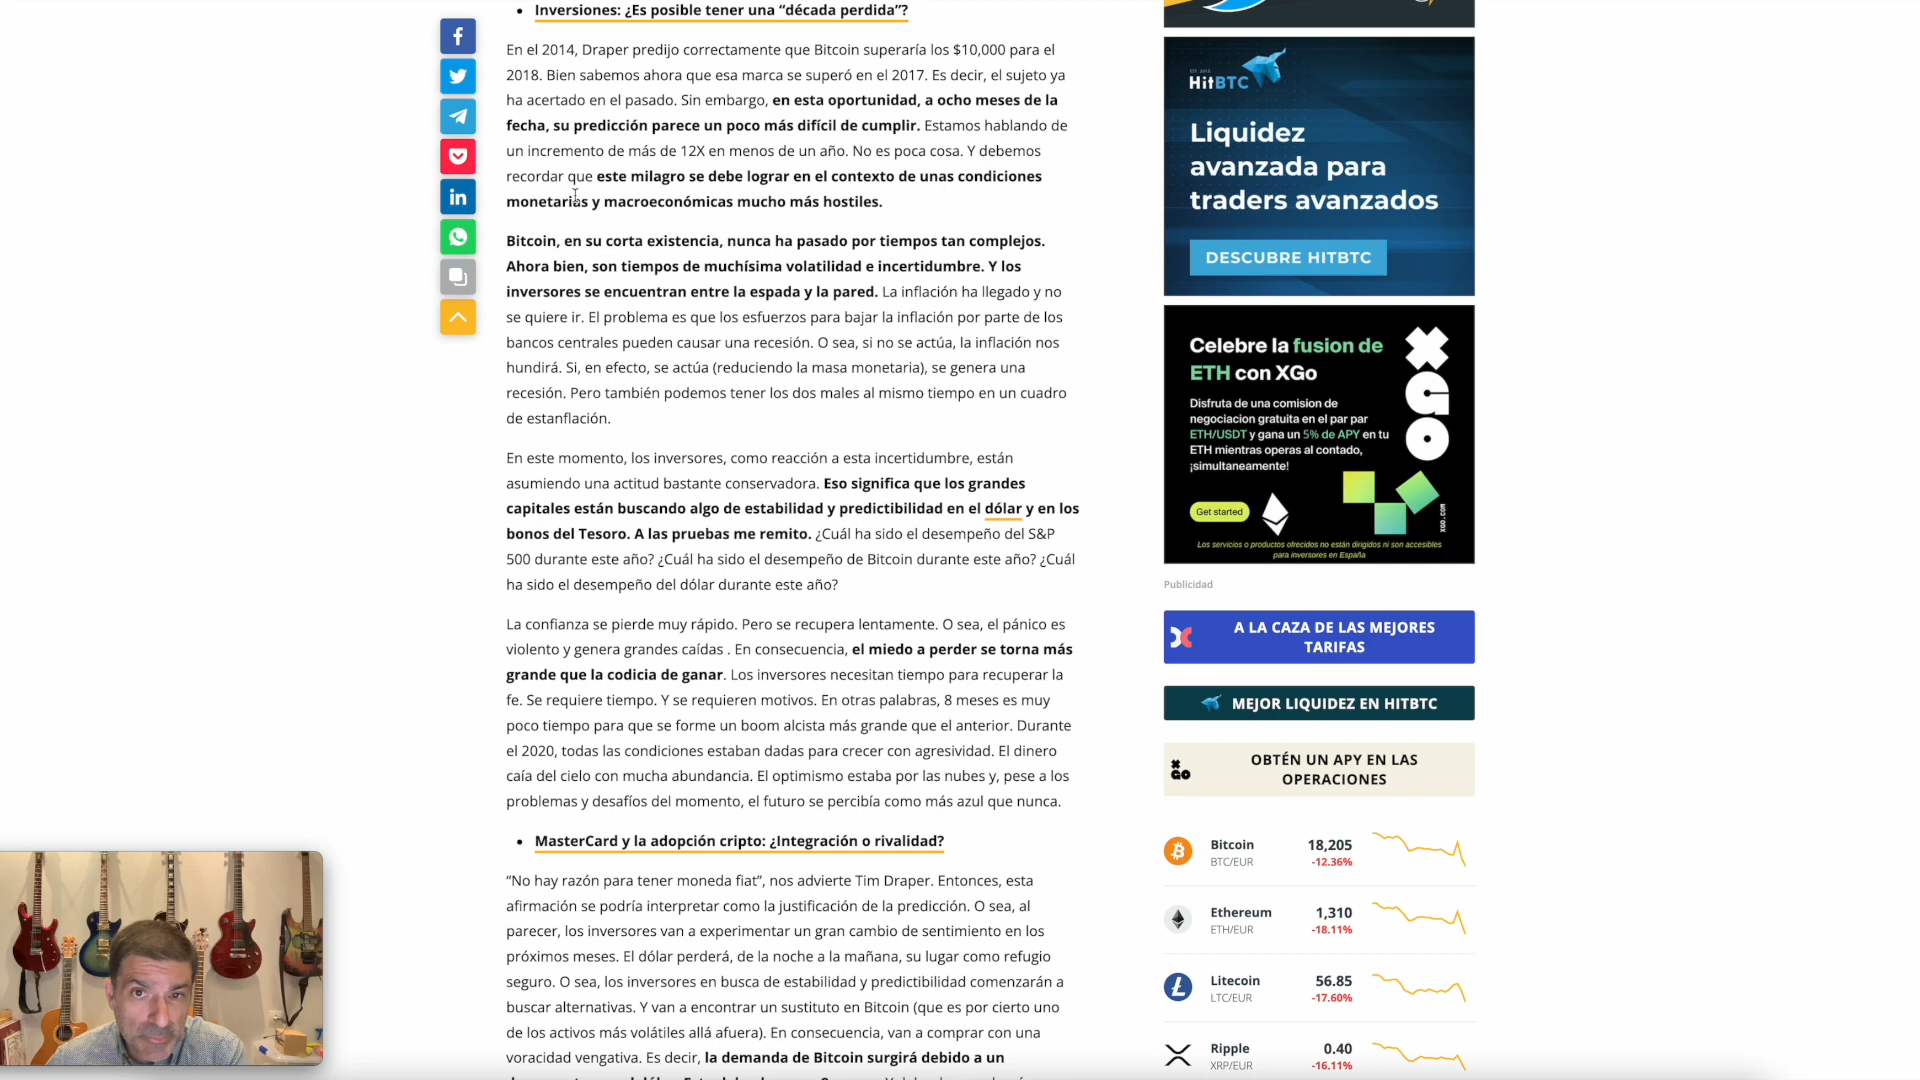 Inversiones: ¿Es posible tener una “década perdida”?
En el 2014, Draper predijo correctamente que Bitcoin superaría los $10,000 para el
2018. Bien sabemos ahora que esa marca se superó en el 2017. Es decir, el sujeto ya
ha acertado en el pasado. Sin embargo, en esta oportunidad, a ocho meses de la
fecha, su predicción parece un poco más difícil de cumplir. Estamos hablando de
un incremento de más de 12X en menos de un año. No es poca cosa. Y debemos
recordar que este milagro se debe lograr en el contexto de unas condiciones
monetarias y macroeconómicas mucho más hostiles.
Bitcoin, en su corta existencia, nunca ha pasado por tiempos tan complejos.
Ahora bien, son tiempos de muchísima volatilidad e incertidumbre. Y los
inversores se encuentran entre la espada y la pared. La inflación ha llegado y no
se quiere ir. El problema es que los esfuerzos para bajar la inflación por parte de los
bancos centrales pueden causar una recesión. O sea, si no se actúa, la inflación nos
hundirá. Si, en efecto, se actúa (reduciendo la masa monetaria), se genera una
recesión. Pero también podemos tener los dos males al mismo tiempo en un cuadro
de estanflación.
En este momento, los inversores, como reacción a esta incertidumbre, están
asumiendo una actitud bastante conservadora. Eso significa que los grandes
capitales están buscando algo de estabilidad y predictibilidad en el dólar y en los
bonos del Tesoro. A las pruebas me remito. ¿Cuál ha sido el desempeño del S&P
500 durante este año? ¿Cuál ha sido el desempeño de Bitcoin durante este año? ¿Cuál
ha sido el desempeño del dólar durante este año?
La confianza se pierde muy rápido. Pero se recupera lentamente. O sea, el pánico es
violento y genera grandes caídas . En consecuencia, el miedo a perder se torna más
grande que la codicia de ganar. Los inversores necesitan tiempo para recuperar la
fe. Se requiere tiempo. Y se requieren motivos. En otras palabras, 8 meses es muy
poco tiempo para que se forme un boom alcista más grande que el anterior. Durante
el 2020, todas las condiciones estaban dadas para crecer con agresividad. El dinero
caía del cielo con mucha abundancia. El optimismo estaba por las nubes y, pese a los
problemas y desafíos del momento, el futuro se percibía como más azul que nunca.
MasterCard y la adopción cripto: ¿Integración o rivalidad?
“No hay razón para tener moneda fiat”, nos advierte Tim Draper. Entonces, esta
afirmación se podría interpretar como la justificación de la predicción. O sea, al
parecer, los inversores van a experimentar un gran cambio de sentimiento en los
próximos meses. El dólar perderá, de la noche a la mañana, su lugar como refugio
seguro. O sea, los inversores en busca de estabilidad y predictibilidad comenzarán a
buscar alternativas. Y van a encontrar un sustituto en Bitcoin (que es por cierto uno
de los activos más volátiles allá afuera). En consecuencia, van a comprar con una
voracidad vengativa. Es decir, la demanda de Bitcoin surgirá debido a un
HitBTC
Liquidez
avanzada para
traders avanzados
DESCUBRE HITBTC
Celebre la fusion de
ETH con XGo
Disfruta de una comision de
negociacion gratuita en el par par
ETH/USDT y gana un 5% de APY en tu
ETH mientras operas al contado,
¡simultaneamente!
Get started
XGO
XGO.COM
Los servicios o productos ofrecidos no están dirigidos ni son accesibles
para inversores en España
Publicidad
A LA CAZA DE LAS MEJORES
TARIFAS
MEJOR LIQUIDEZ EN HITBTC
XGO
OBTÉN UN APY EN LAS
OPERACIONES
Bitcoin 18,205
BTC/EUR -12.36%
Ethereum 1,310
ETH/EUR -18.11%
Litecoin 56.85
LTC/EUR -17.60%
Ripple 0.40
XRP/EUR -16.11%